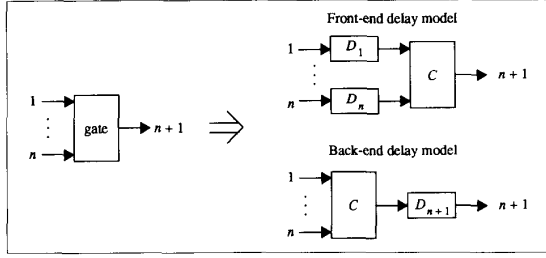 Front-end delay model
1
D1
C
n + 1
n
Dn
1
gate
n + 1
n
Back-end delay model
1
C
Dn+1
n + 1
n